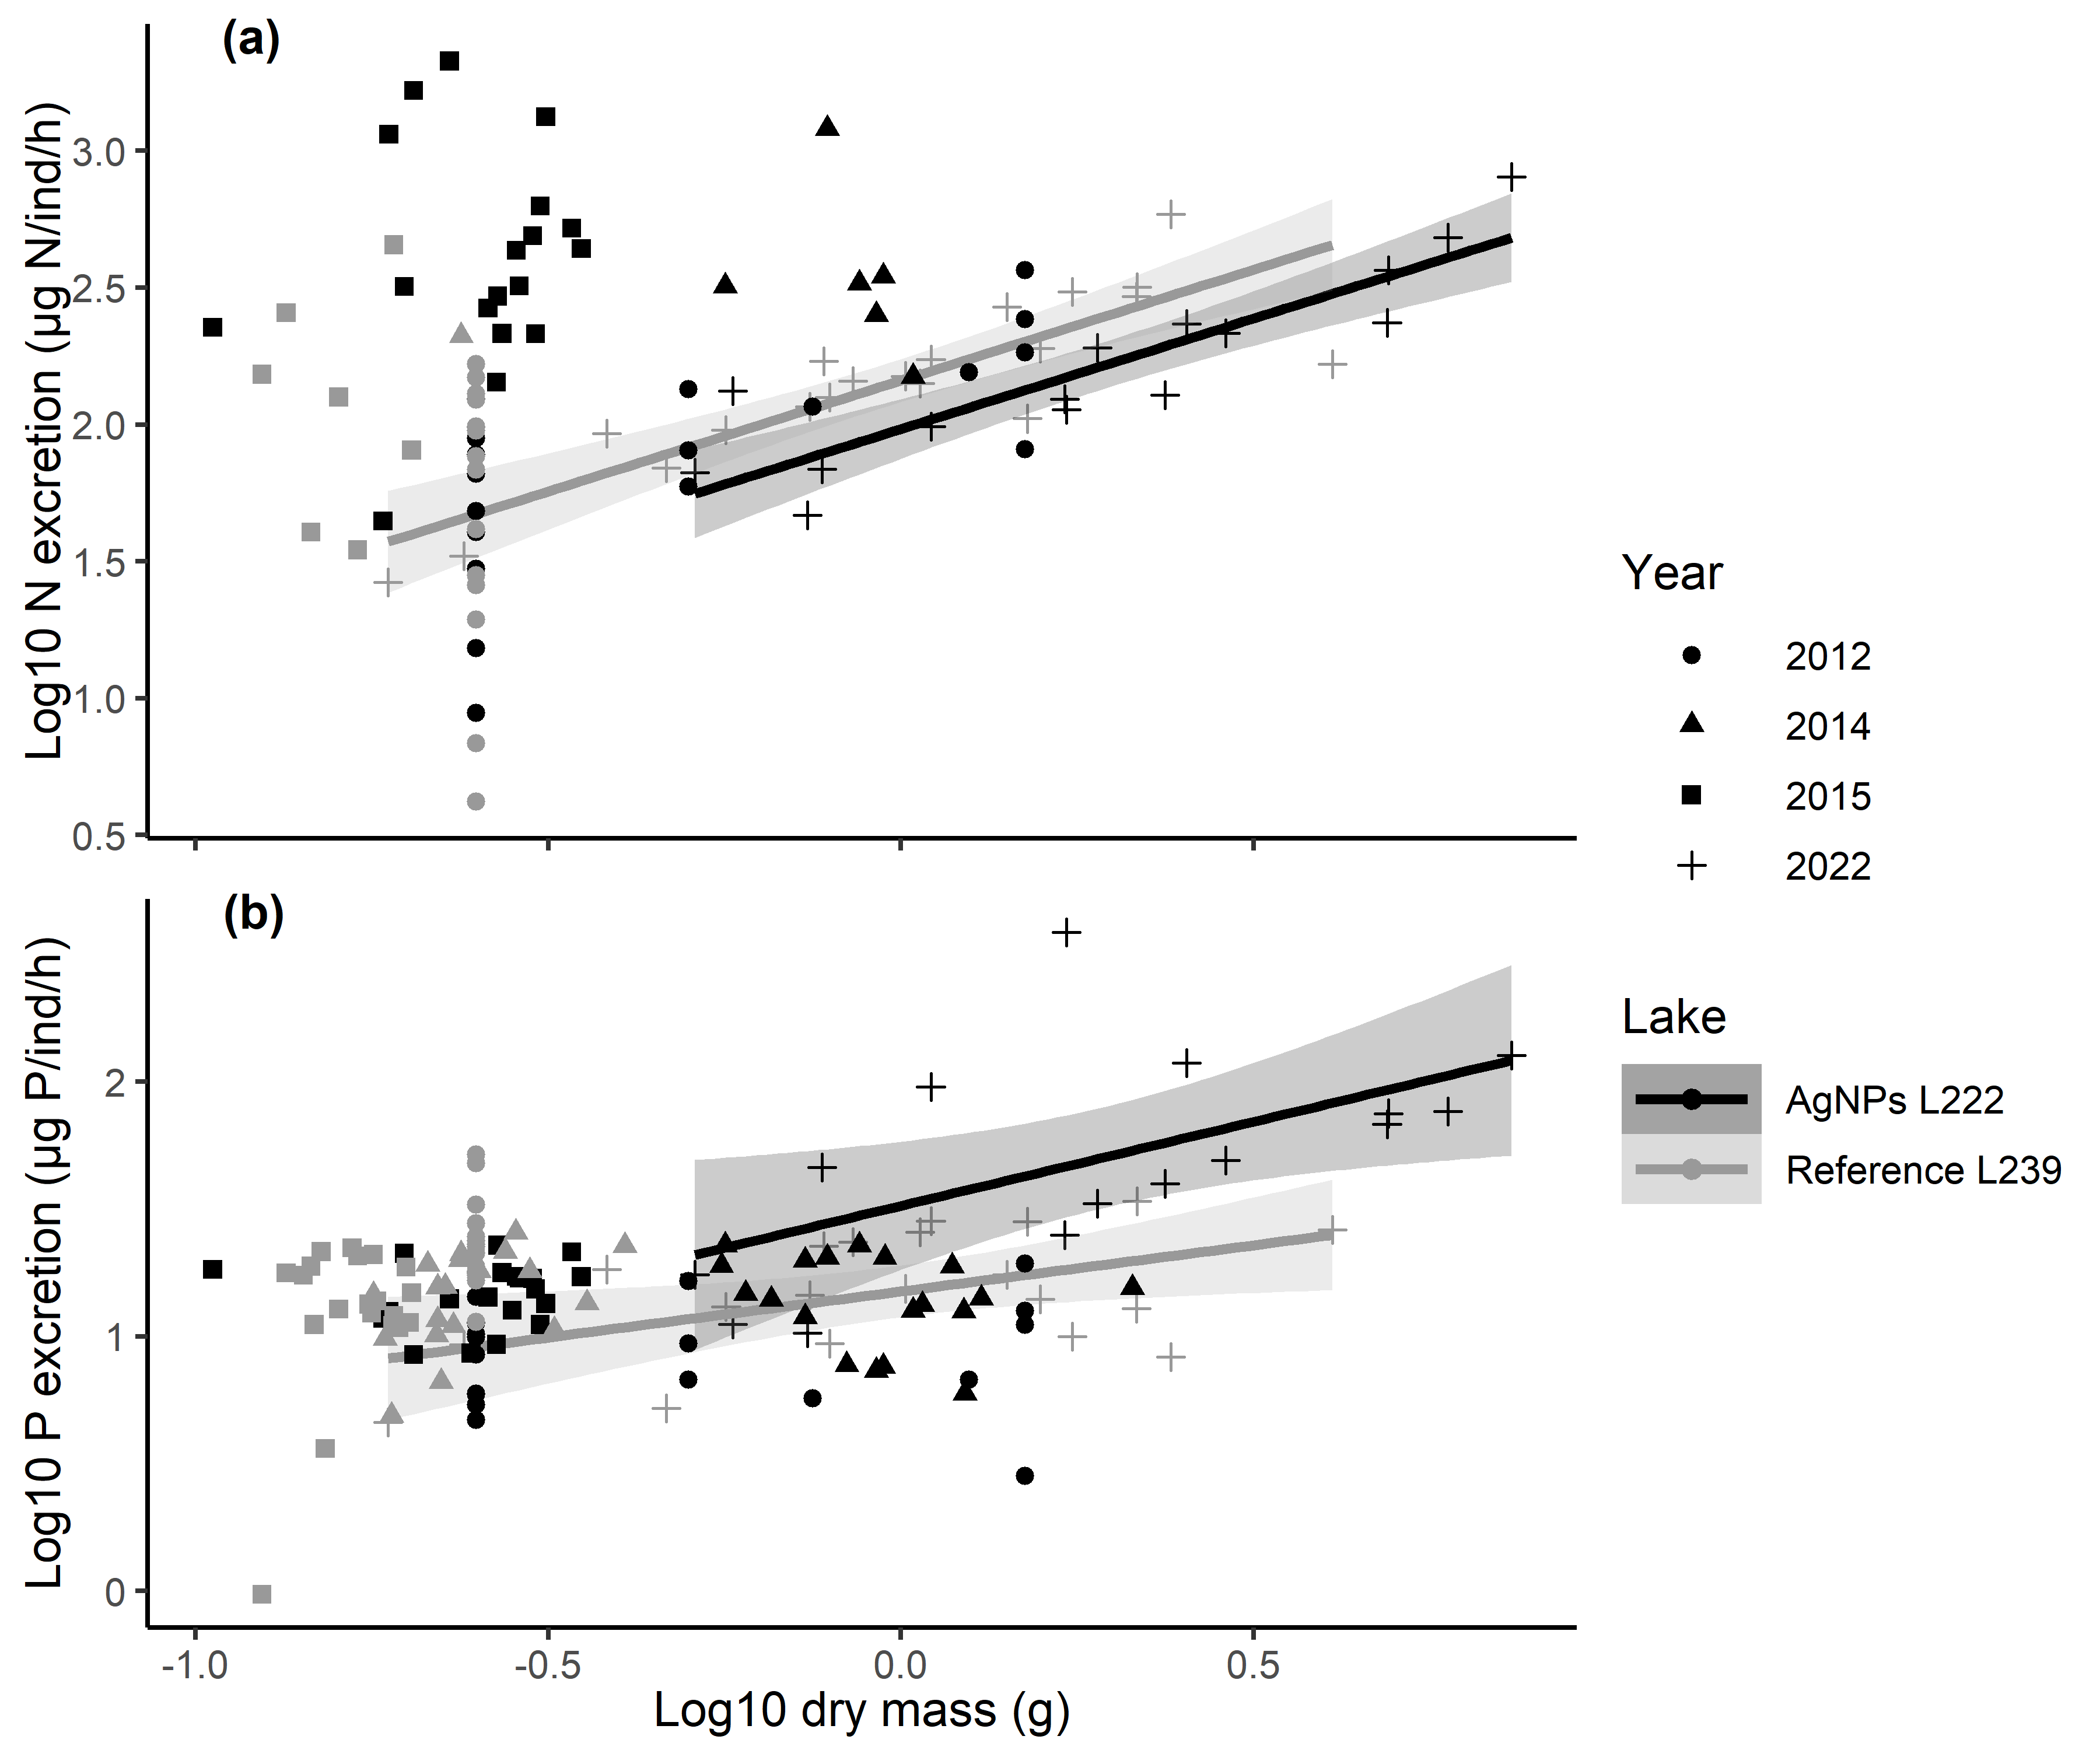 (a)
Log10 N excretion (µg N/ind/h)
3.0
2.5
2.0
1.5
1.0
0.5
(b)
Log10 P excretion (µg P/ind/h)
2
1
0
-1.0
-0.5
0.0
0.5
Log10 dry mass (g)
Year
2012
2014
2015
2022
Lake
AgNPs L222
Reference L239